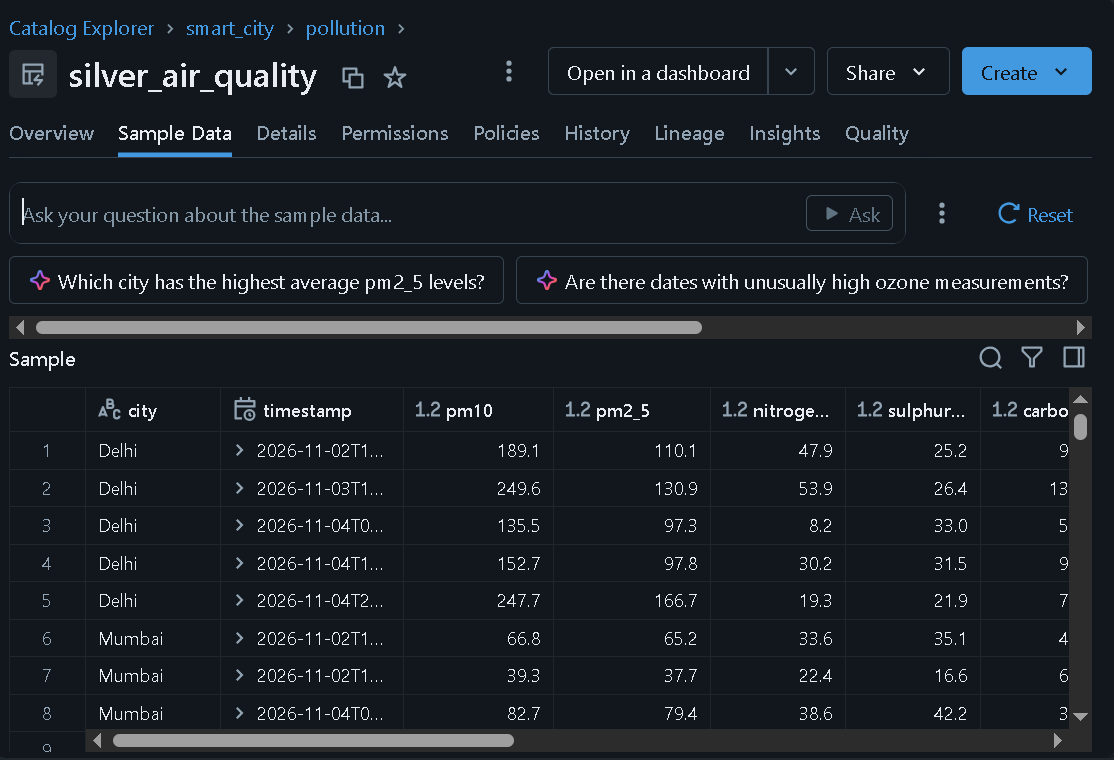 Catalog Explorer > smart_city > pollution >
silver_air_quality
Open in a dashboard
Share
Create
Overview Sample Data Details Permissions Policies History Lineage Insights Quality
Ask your question about the sample data...
Ask
Reset
Which city has the highest average pm2_5 levels?
Are there dates with unusually high ozone measurements?
Sample
ABC city timestamp 1.2 pm10 1.2 pm2_5 1.2 nitroge... 1.2 sulphur... 1.2 carbo
1 Delhi > 2026-11-02T1... 189.1 110.1 47.9 25.2 9
2 Delhi > 2026-11-03T1... 249.6 130.9 53.9 26.4 13
3 Delhi > 2026-11-04T0... 135.5 97.3 8.2 33.0 5
4 Delhi > 2026-11-04T1... 152.7 97.8 30.2 31.5 9
5 Delhi > 2026-11-04T2... 247.7 166.7 19.3 21.9 7
6 Mumbai > 2026-11-02T1... 66.8 65.2 33.6 35.1 4
7 Mumbai > 2026-11-02T1... 39.3 37.7 22.4 16.6 6
8 Mumbai > 2026-11-04T0... 82.7 79.4 38.6 42.2 3
9